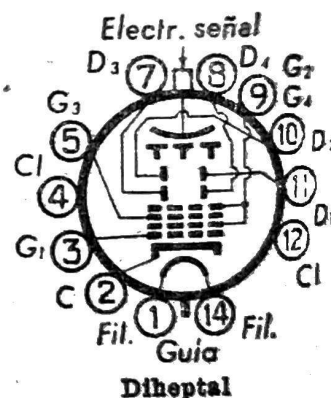 Electr. señal
D3 7 8 D4 G2
9 G4
G3 10 D2
5
Cl 11
4 D1
G1 3 12
Cl
C 2
Fil. 1 14 Fil.
Guia
Diheptal